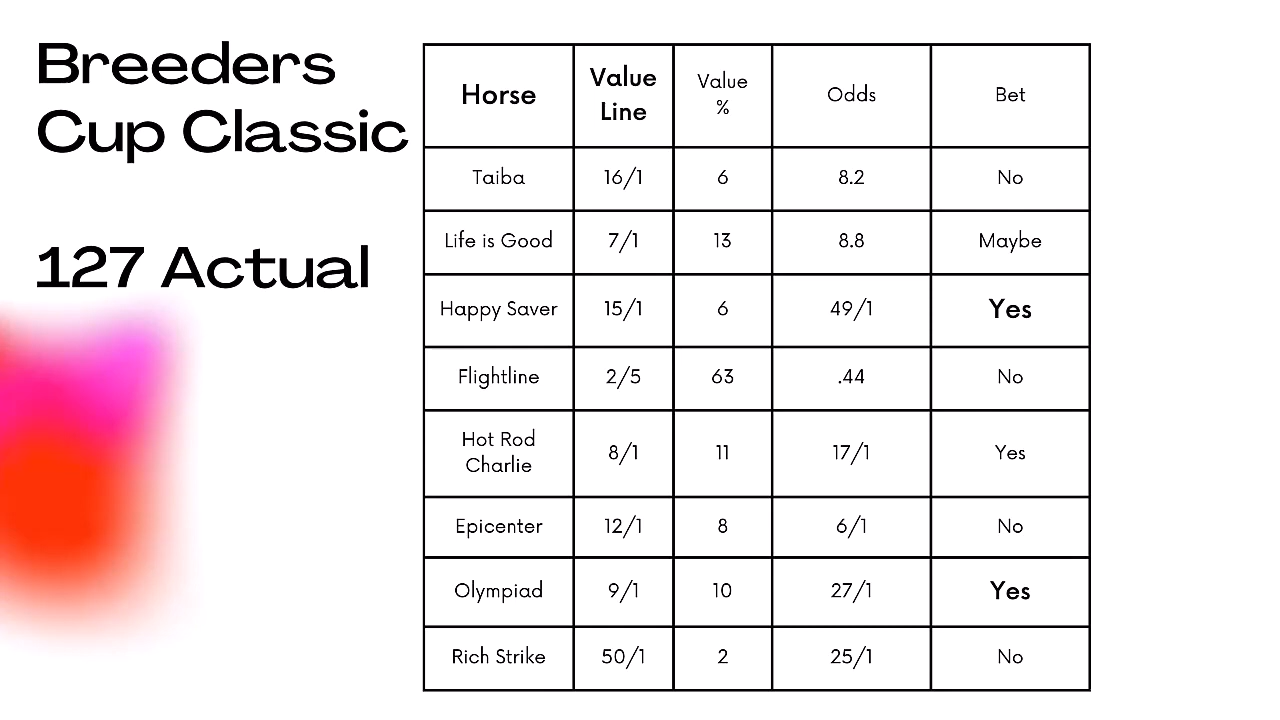 Breeders
Cup Classic
127 Actual
Horse Value Line Value % Odds Bet
Taiba 16/1 6 8.2 No
Life is Good 7/1 13 8.8 Maybe
Happy Saver 15/1 6 49/1 Yes
Flightline 2/5 63 .44 No
Hot Rod Charlie 8/1 11 17/1 Yes
Epicenter 12/1 8 6/1 No
Olympiad 9/1 10 27/1 Yes
Rich Strike 50/1 2 25/1 No